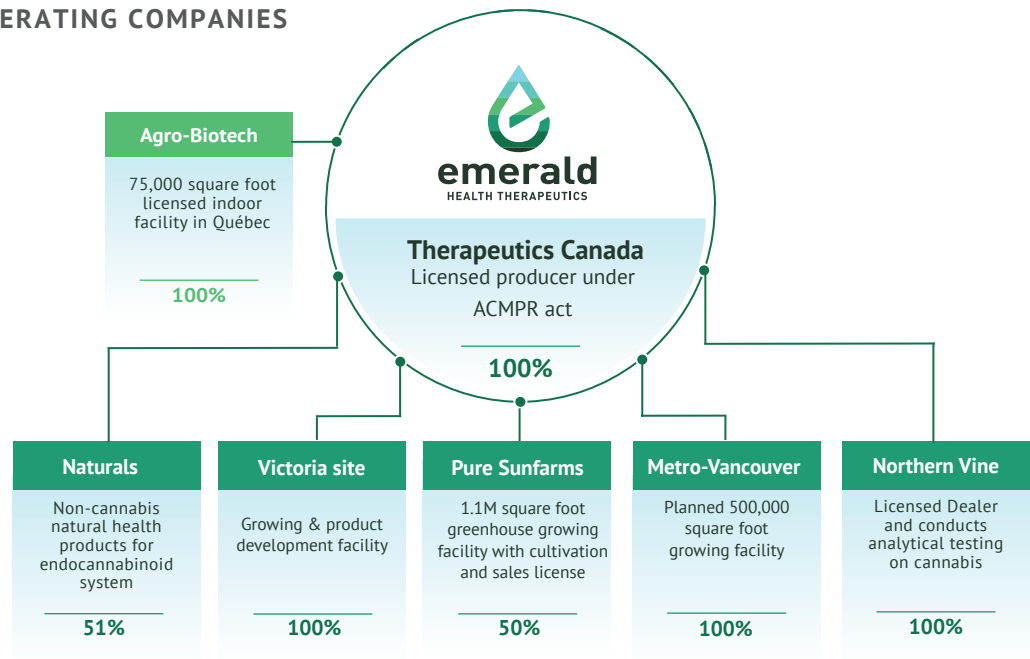 ERATING COMPANIES
emerald
HEALTH THERAPEUTICS
Therapeutics Canada
Licensed producer under
ACMPR act
100%
Agro-Biotech
75,000 square foot
licensed indoor
facility in Québec
100%
Naturals
Non-cannabis
natural health
products for
endocannabinoid
system
51%
Victoria site
Growing & product
development facility
100%
Pure Sunfarms
1.1M square foot
greenhouse growing
facility with cultivation
and sales license
50%
Metro-Vancouver
Planned 500,000
square foot
growing facility
100%
Northern Vine
Licensed Dealer
and conducts
analytical testing
on cannabis
100%